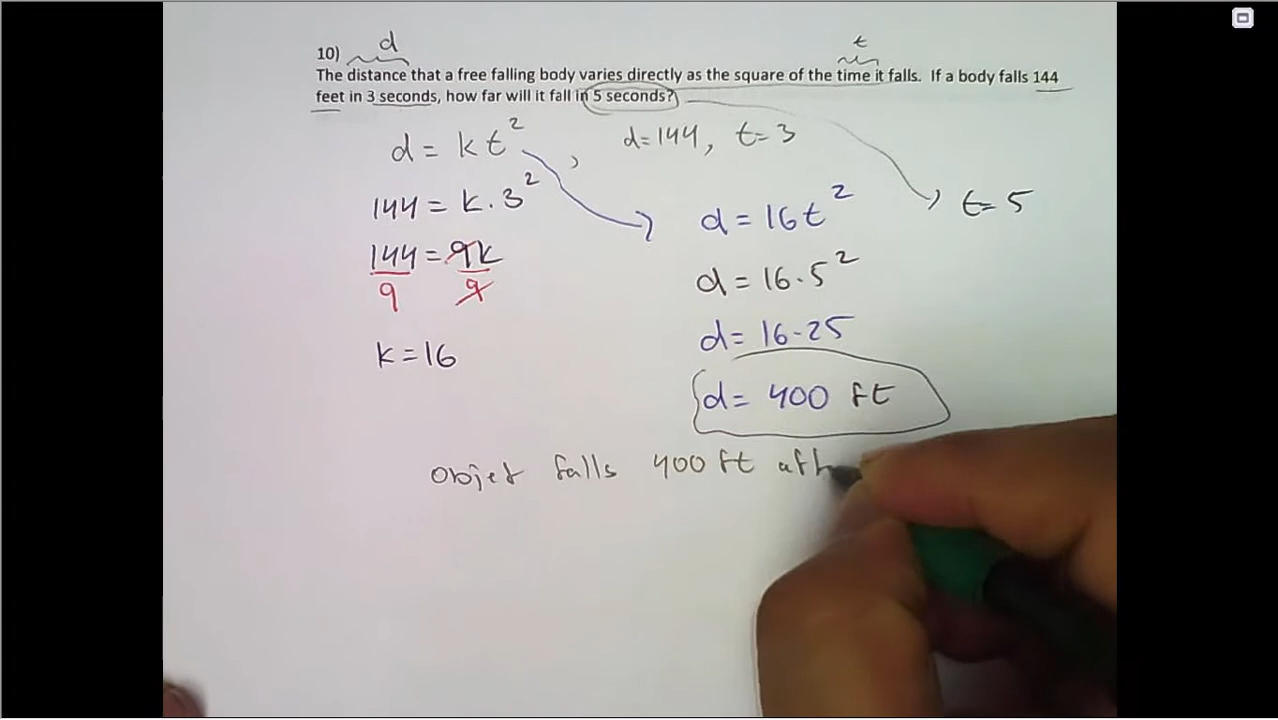 10) d t
The distance that a free falling body varies directly as the square of the time it falls. If a body falls 144
feet in 3 seconds, how far will it fall in 5 seconds?
d = kt² , d=144, t=3
144 = k.3²
144 = 9k
9 9
k=16
t=5
d = 16t²
d = 16.5²
d= 16-25
d= 400 ft
objet falls 400 ft aft